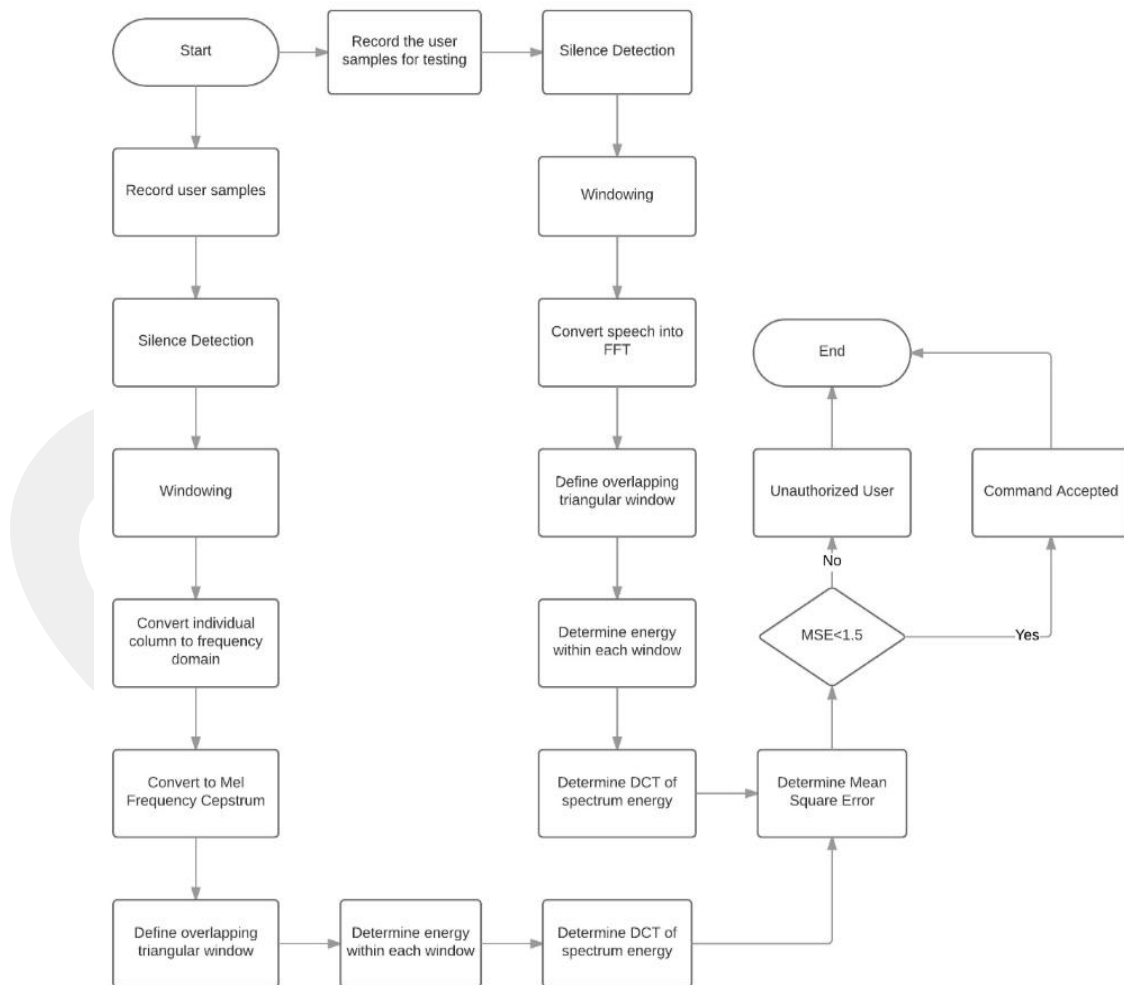 Start
Record the user
samples for testing
Silence Detection
Record user samples
Windowing
Silence Detection
Convert speech into
FFT
End
Windowing
Define overlapping
triangular window
Unauthorized User
Command Accepted
No
Convert individual
column to frequency
domain
Determine energy
within each window
MSE<1.5
Yes
Convert to Mel
Frequency Cepstrum
Determine DCT of
spectrum energy
Determine Mean
Square Error
Define overlapping
triangular window
Determine energy
within each window
Determine DCT of
spectrum energy